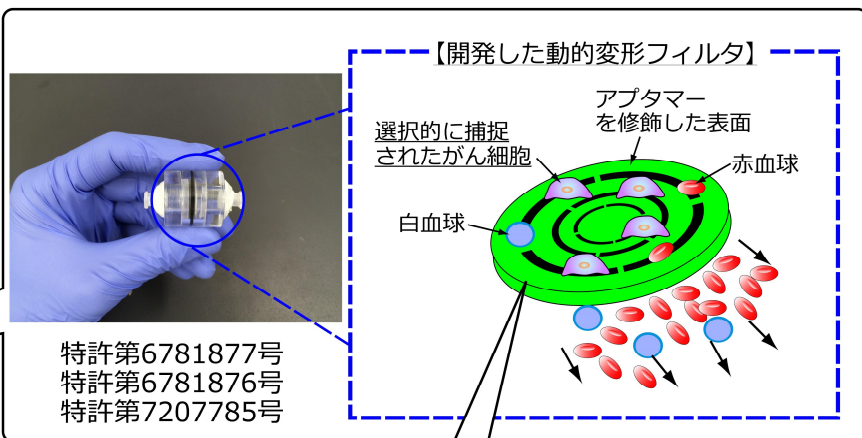 【開発した動的変形フィルタ】
アプタマー
を修飾した表面
選択的に捕捉
されたがん細胞
赤血球
白血球
特許第6781877号
特許第6781876号
特許第7207785号